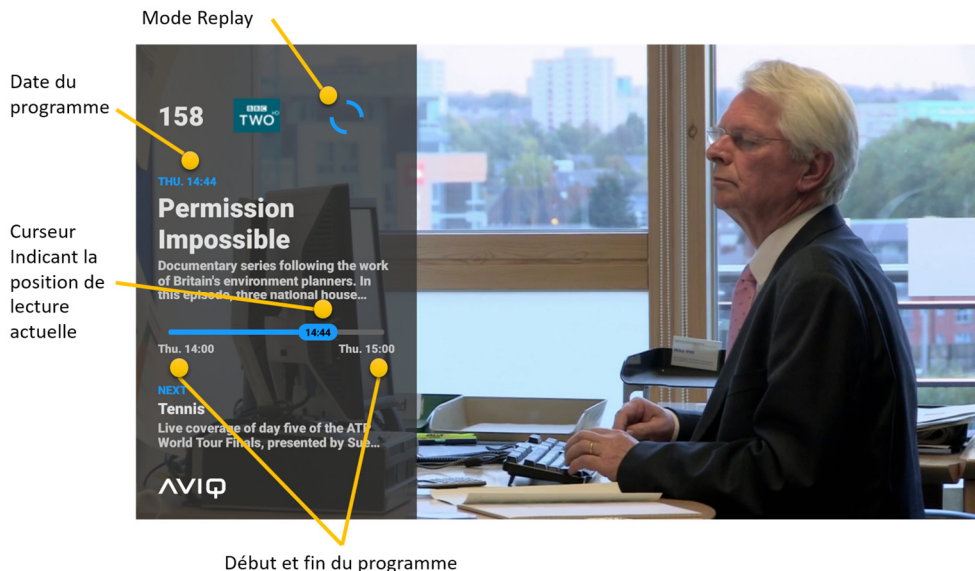 Mode Replay
Date du
programme
158
BBC
TWO HD
THU. 14:44
Permission
Impossible
Documentary series following the work
of Britain's environment planners. In
this episode, three national house...
Curseur
Indicant la
position de
lecture
actuelle
14:44
Thu. 14:00
Thu. 15:00
NEXT
Tennis
Live coverage of day five of the ATP
World Tour Finals, presented by Sue...
AVIQ
Début et fin du programme